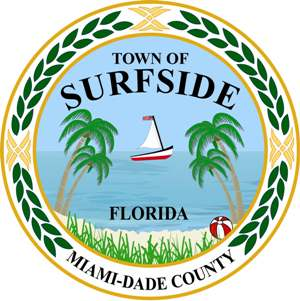 TOWN OF
SURFSIDE
FLORIDA
MIAMI-DADE COUNTY